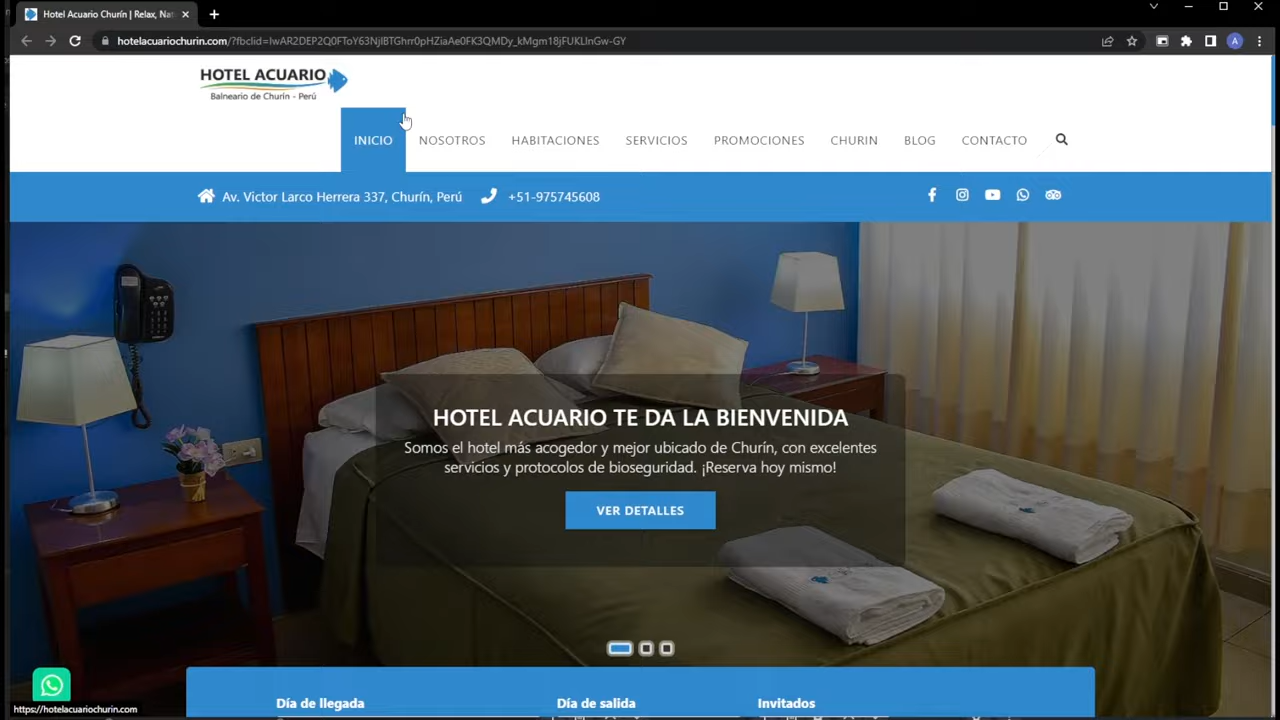 Hotel Acuario Churín | Relax, Nat
hotelacuariochurin.com/?fbclid=IwAR2DEP2Q0FToY63NjIBTGhrr0pHZiaAe0FK3QMDy_kMgm18jFUKLInGw-GY
A
HOTEL ACUARIO
Balneario de Churín - Perú
INICIO NOSOTROS HABITACIONES SERVICIOS PROMOCIONES CHURIN BLOG CONTACTO
Av. Victor Larco Herrera 337, Churín, Perú +51-975745608
HOTEL ACUARIO TE DA LA BIENVENIDA
Somos el hotel más acogedor y mejor ubicado de Churín, con excelentes
servicios y protocolos de bioseguridad. ¡Reserva hoy mismo!
VER DETALLES
Día de llegada Día de salida Invitados
https://hotelacuariochurin.com